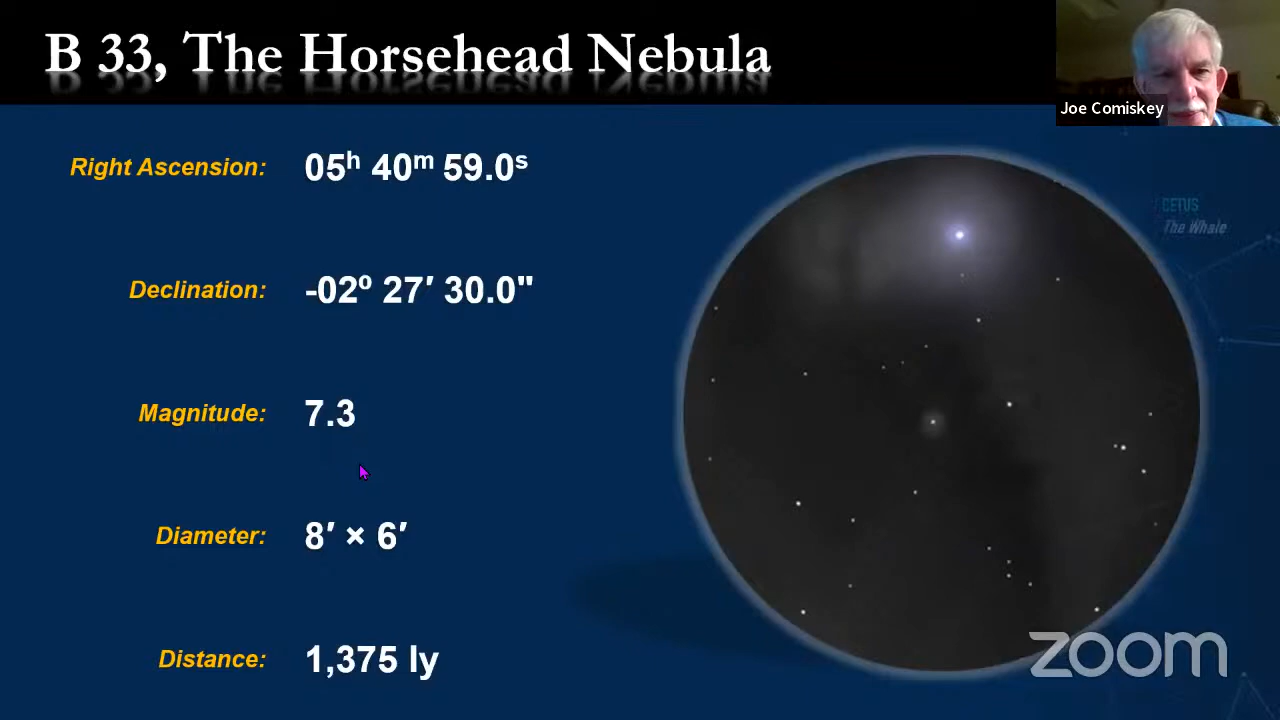 B 33, The Horsehead Nebula
Joe Comiskey
Right Ascension: 05ʰ 40ᵐ 59.0ˢ
CETUS
The Whale
Declination: -02º 27′ 30.0"
Magnitude: 7.3
Diameter: 8′ × 6′
Distance: 1,375 ly
zoom